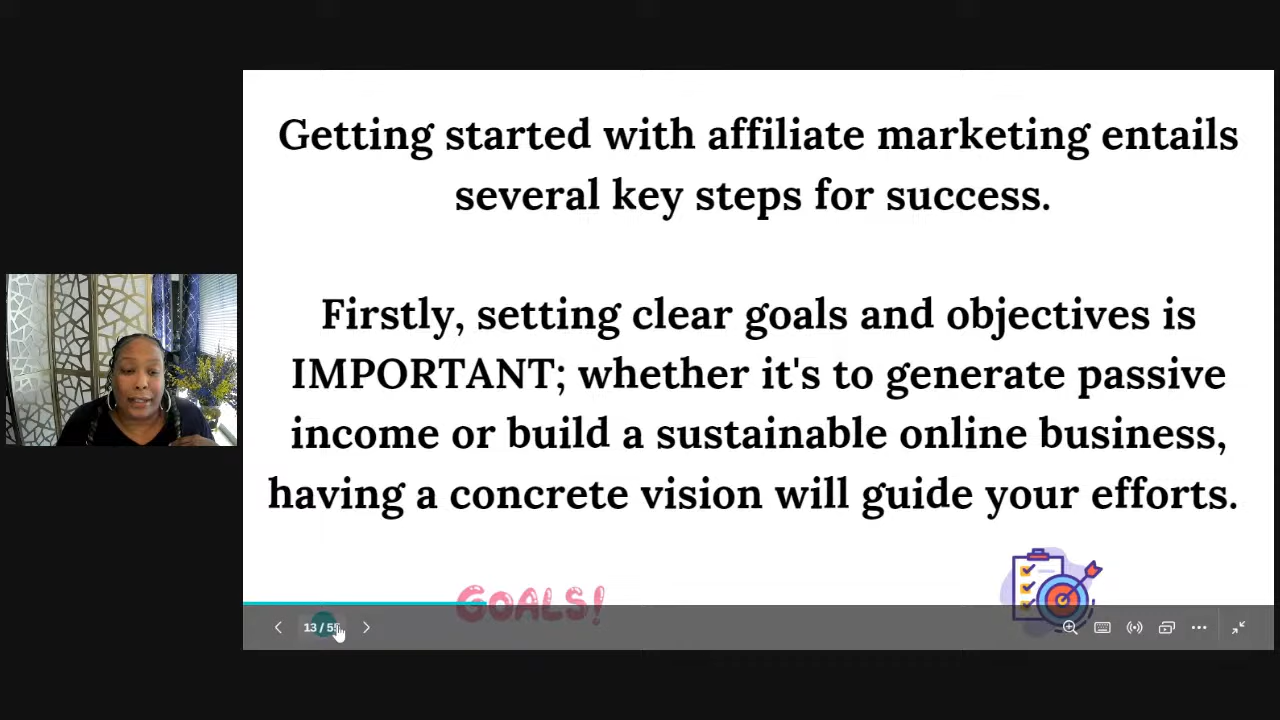 Getting started with affiliate marketing entails
several key steps for success.
Firstly, setting clear goals and objectives is
IMPORTANT; whether it's to generate passive
income or build a sustainable online business,
having a concrete vision will guide your efforts.
GOALS!
13 / 55